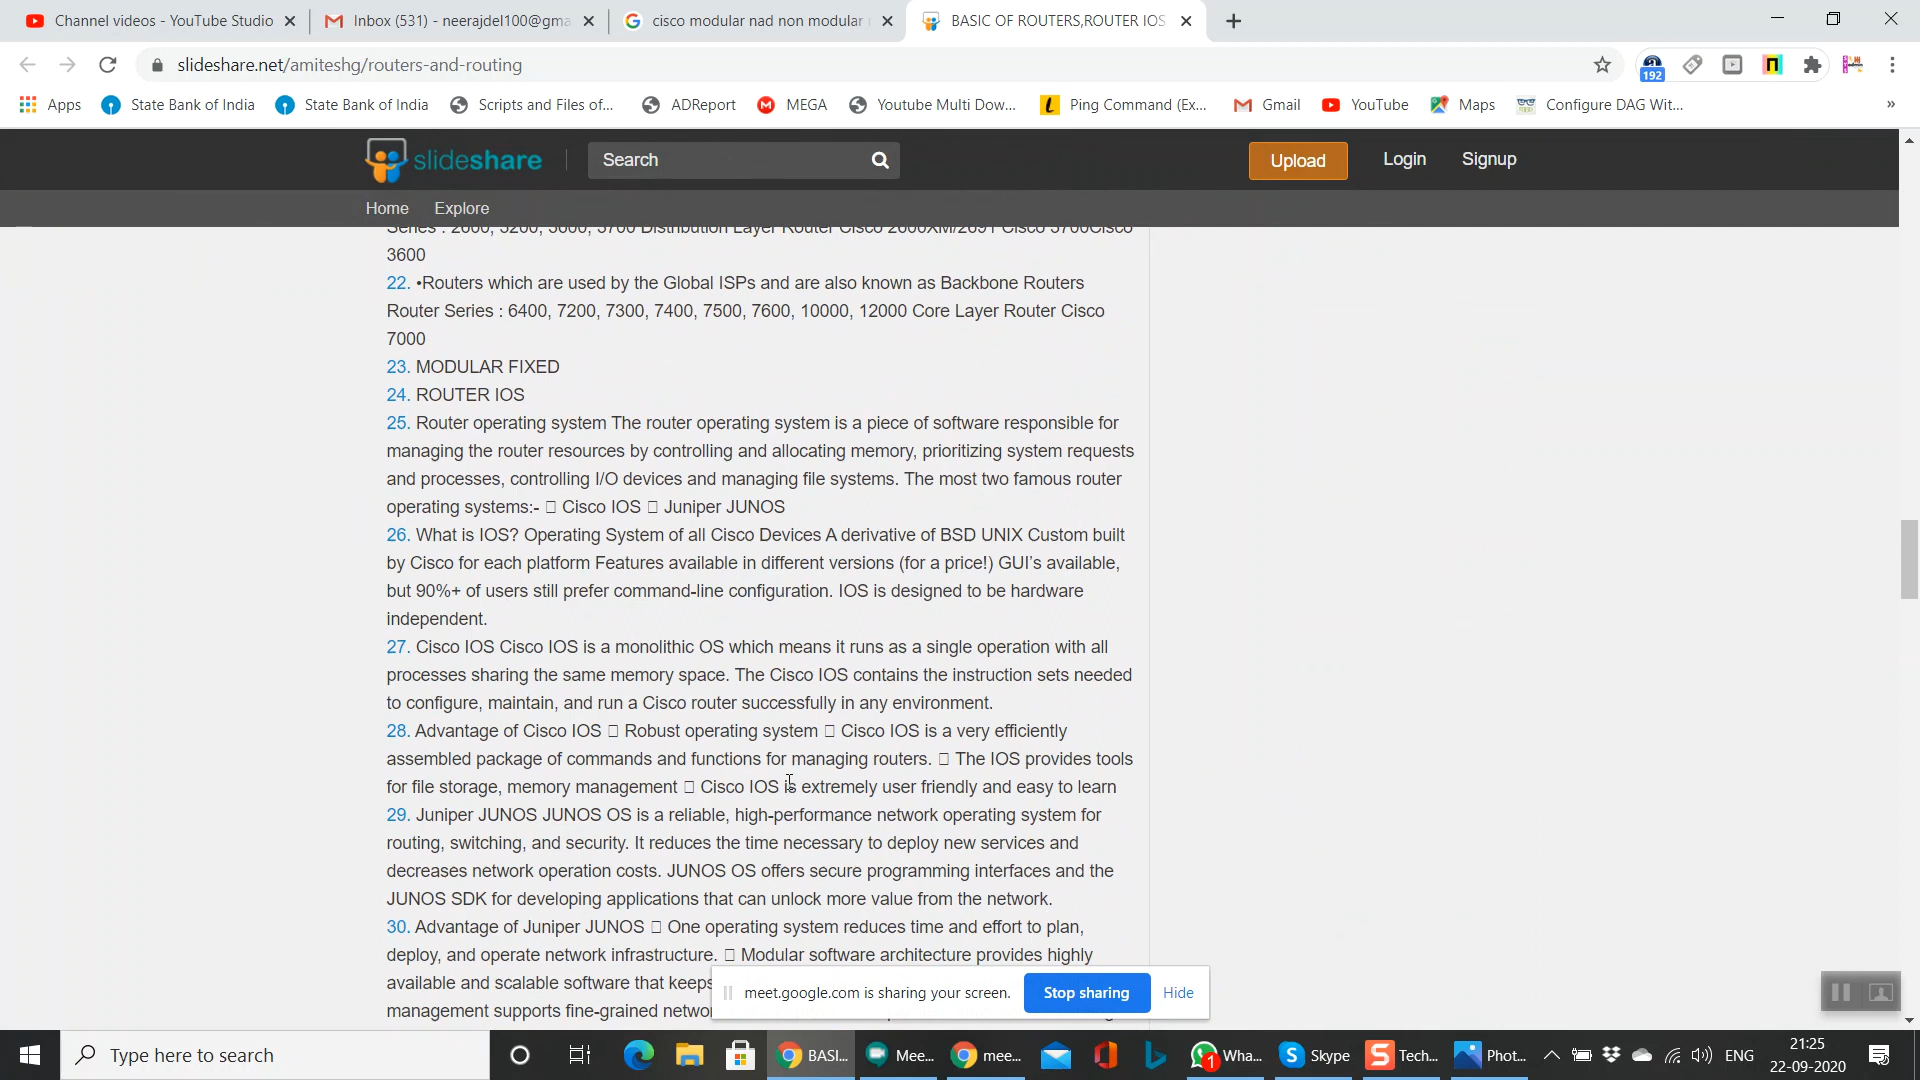 Channel videos - YouTube Studio
Inbox (531) - neerajdel100@gma
cisco modular nad non modular
BASIC OF ROUTERS,ROUTER IOS
slideshare.net/amiteshg/routers-and-routing
192
Apps
State Bank of India
State Bank of India
Scripts and Files of...
ADReport
MEGA
Youtube Multi Dow...
Ping Command (Ex...
Gmail
YouTube
Maps
Configure DAG Wit...
»
slideshare
Search
Upload
Login
Signup
Home
Explore
Series : 2600, 3200, 3600, 3700 Distribution Layer Router Cisco 2600XM/2691 Cisco 3700Cisco
3600
22. •Routers which are used by the Global ISPs and are also known as Backbone Routers
Router Series : 6400, 7200, 7300, 7400, 7500, 7600, 10000, 12000 Core Layer Router Cisco
7000
23. MODULAR FIXED
24. ROUTER IOS
25. Router operating system The router operating system is a piece of software responsible for
managing the router resources by controlling and allocating memory, prioritizing system requests
and processes, controlling I/O devices and managing file systems. The most two famous router
operating systems:-  Cisco IOS  Juniper JUNOS
26. What is IOS? Operating System of all Cisco Devices A derivative of BSD UNIX Custom built
by Cisco for each platform Features available in different versions (for a price!) GUI's available,
but 90%+ of users still prefer command-line configuration. IOS is designed to be hardware
independent.
27. Cisco IOS Cisco IOS is a monolithic OS which means it runs as a single operation with all
processes sharing the same memory space. The Cisco IOS contains the instruction sets needed
to configure, maintain, and run a Cisco router successfully in any environment.
28. Advantage of Cisco IOS  Robust operating system  Cisco IOS is a very efficiently
assembled package of commands and functions for managing routers.  The IOS provides tools
for file storage, memory management  Cisco IOS is extremely user friendly and easy to learn
29. Juniper JUNOS JUNOS OS is a reliable, high-performance network operating system for
routing, switching, and security. It reduces the time necessary to deploy new services and
decreases network operation costs. JUNOS OS offers secure programming interfaces and the
JUNOS SDK for developing applications that can unlock more value from the network.
30. Advantage of Juniper JUNOS  One operating system reduces time and effort to plan,
deploy, and operate network infrastructure.  Modular software architecture provides highly
available and scalable software that keeps
management supports fine-grained networ
meet.google.com is sharing your screen.
Stop sharing
Hide
Type here to search
BASI...
Mee...
mee...
1
Wha...
Skype
Tech...
Phot...
ENG
21:25
22-09-2020